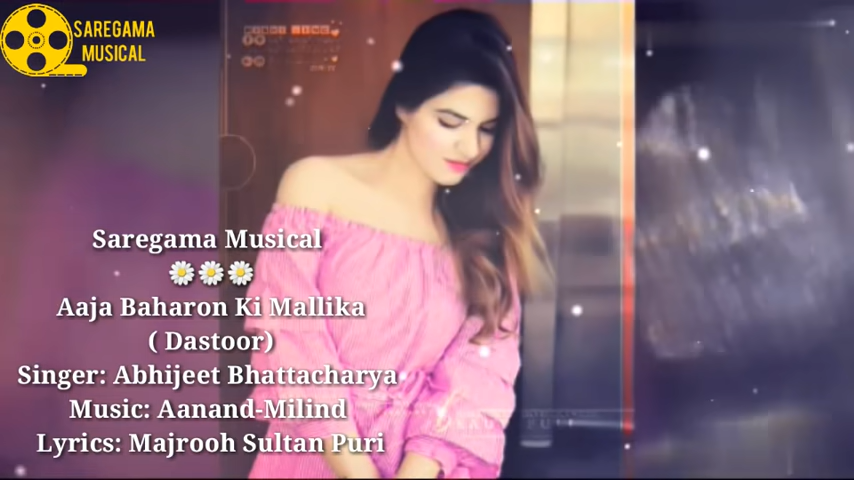 SAREGAMA
MUSICAL
Saregama Musical
🌼🌼🌼
Aaja Baharon Ki Mallika
( Dastoor)
Singer: Abhijeet Bhattacharya
Music: Aanand-Milind
Lyrics: Majrooh Sultan Puri